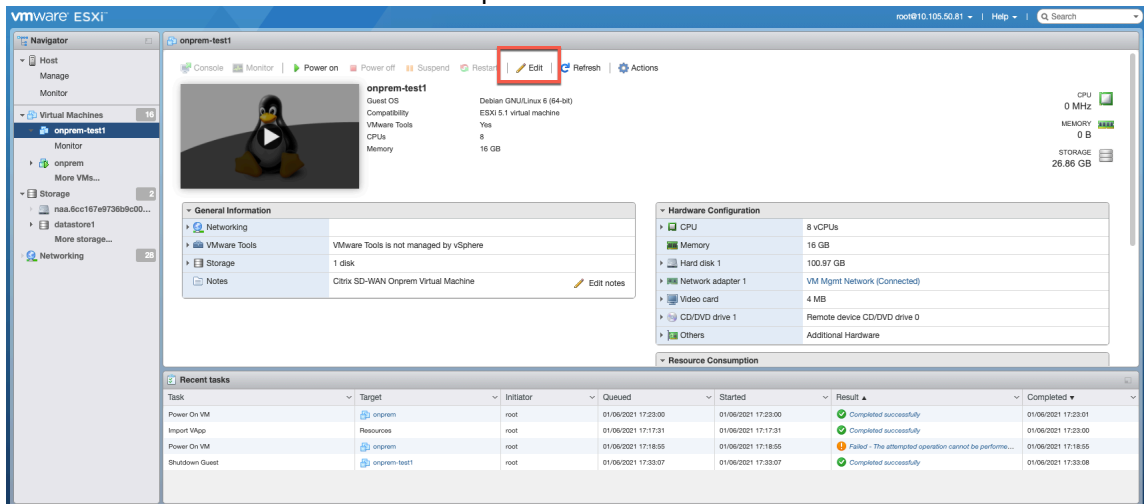 vmware ESXi™
root@10.105.50.81 | Help | Search
Navigator
Host
Manage
Monitor
Virtual Machines 16
onprem-test1
Monitor
onprem
More VMs...
Storage 2
naa.6cc167e9736b9c00...
datastore1
More storage...
Networking 28
onprem-test1
Console Monitor | Power on Power off Suspend Restart | Edit | Refresh | Actions
onprem-test1
Guest OS Debian GNU/Linux 6 (64-bit)
Compatibility ESXi 5.1 virtual machine
VMware Tools Yes
CPUs 8
Memory 16 GB
CPU
0 MHz
MEMORY
0 B
STORAGE
26.86 GB
General Information
Networking
VMware Tools VMware Tools is not managed by vSphere
Storage 1 disk
Notes Citrix SD-WAN Onprem Virtual Machine Edit notes
Hardware Configuration
CPU 8 vCPUs
Memory 16 GB
Hard disk 1 100.97 GB
Network adapter 1 VM Mgmt Network (Connected)
Video card 4 MB
CD/DVD drive 1 Remote device CD/DVD drive 0
Others Additional Hardware
Resource Consumption
Recent tasks
Task Target Initiator Queued Started Result Completed
Power On VM onprem root 01/06/2021 17:23:00 01/06/2021 17:23:00 Completed successfully 01/06/2021 17:23:01
Import VApp Resources root 01/06/2021 17:17:31 01/06/2021 17:17:31 Completed successfully 01/06/2021 17:23:00
Power On VM onprem root 01/06/2021 17:18:55 01/06/2021 17:18:55 Failed - The attempted operation cannot be performe... 01/06/2021 17:18:55
Shutdown Guest onprem-test1 root 01/06/2021 17:33:07 01/06/2021 17:33:07 Completed successfully 01/06/2021 17:33:08